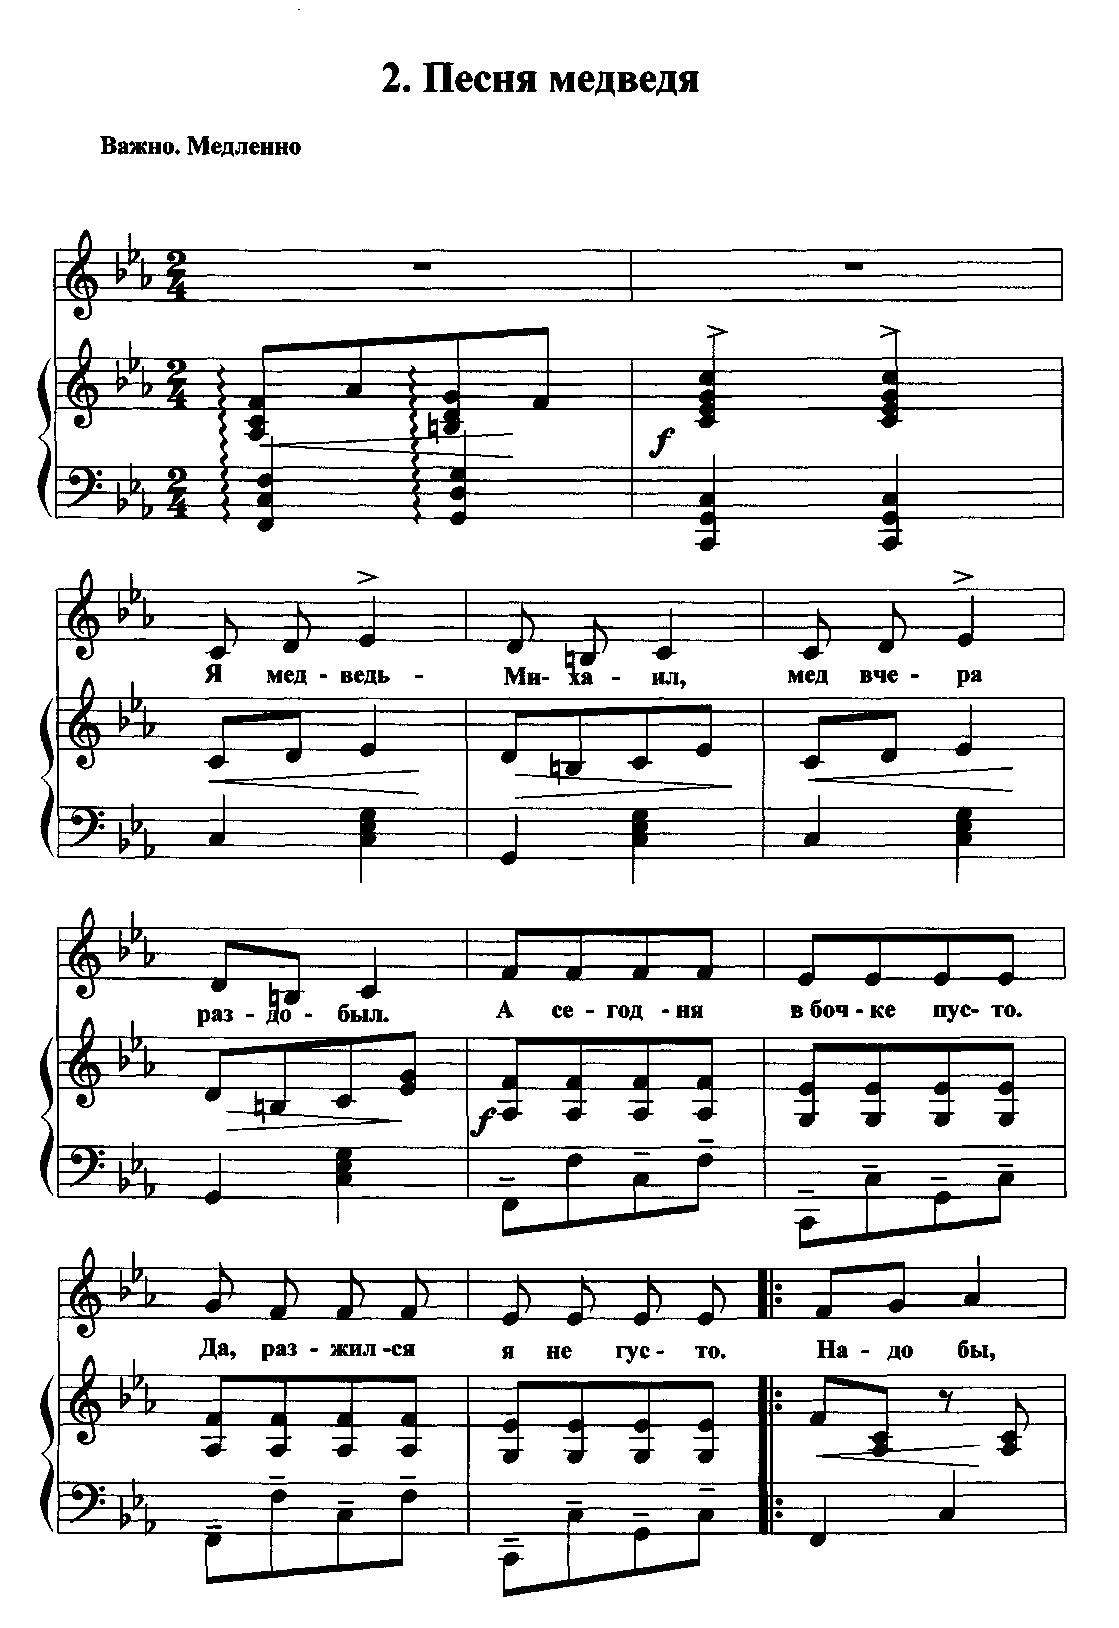 2. Песня медведя
Важно. Медленно
f
Я мед - ведь - Ми- ха - ил, мед вче - ра
раз - до - был. А се - год - ня в боч - ке пус- то.
f
Да, раз - жил -ся я не гус - то. На - до бы,